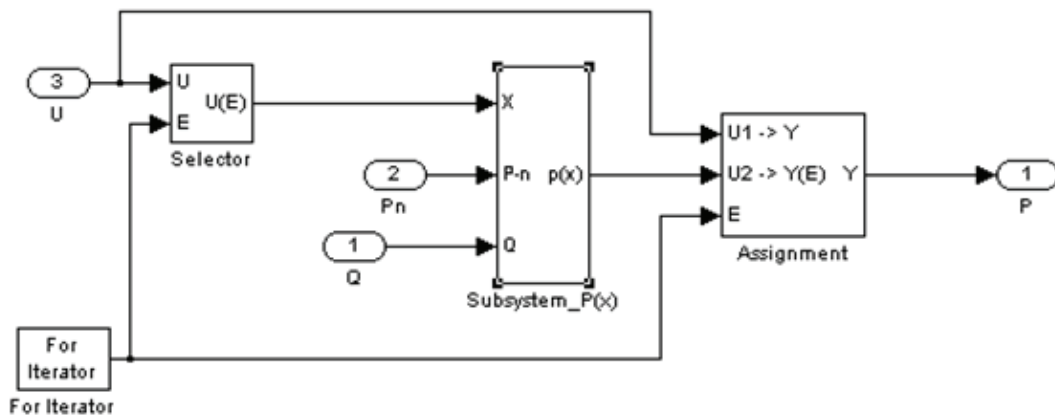 3
U
U
E
U(E)
Selector
2
Pn
1
Q
X
P-n
p(x)
Q
Subsystem_P(x)
U1 -> Y
U2 -> Y(E)
Y
E
Assignment
1
P
For
Iterator
For Iterator